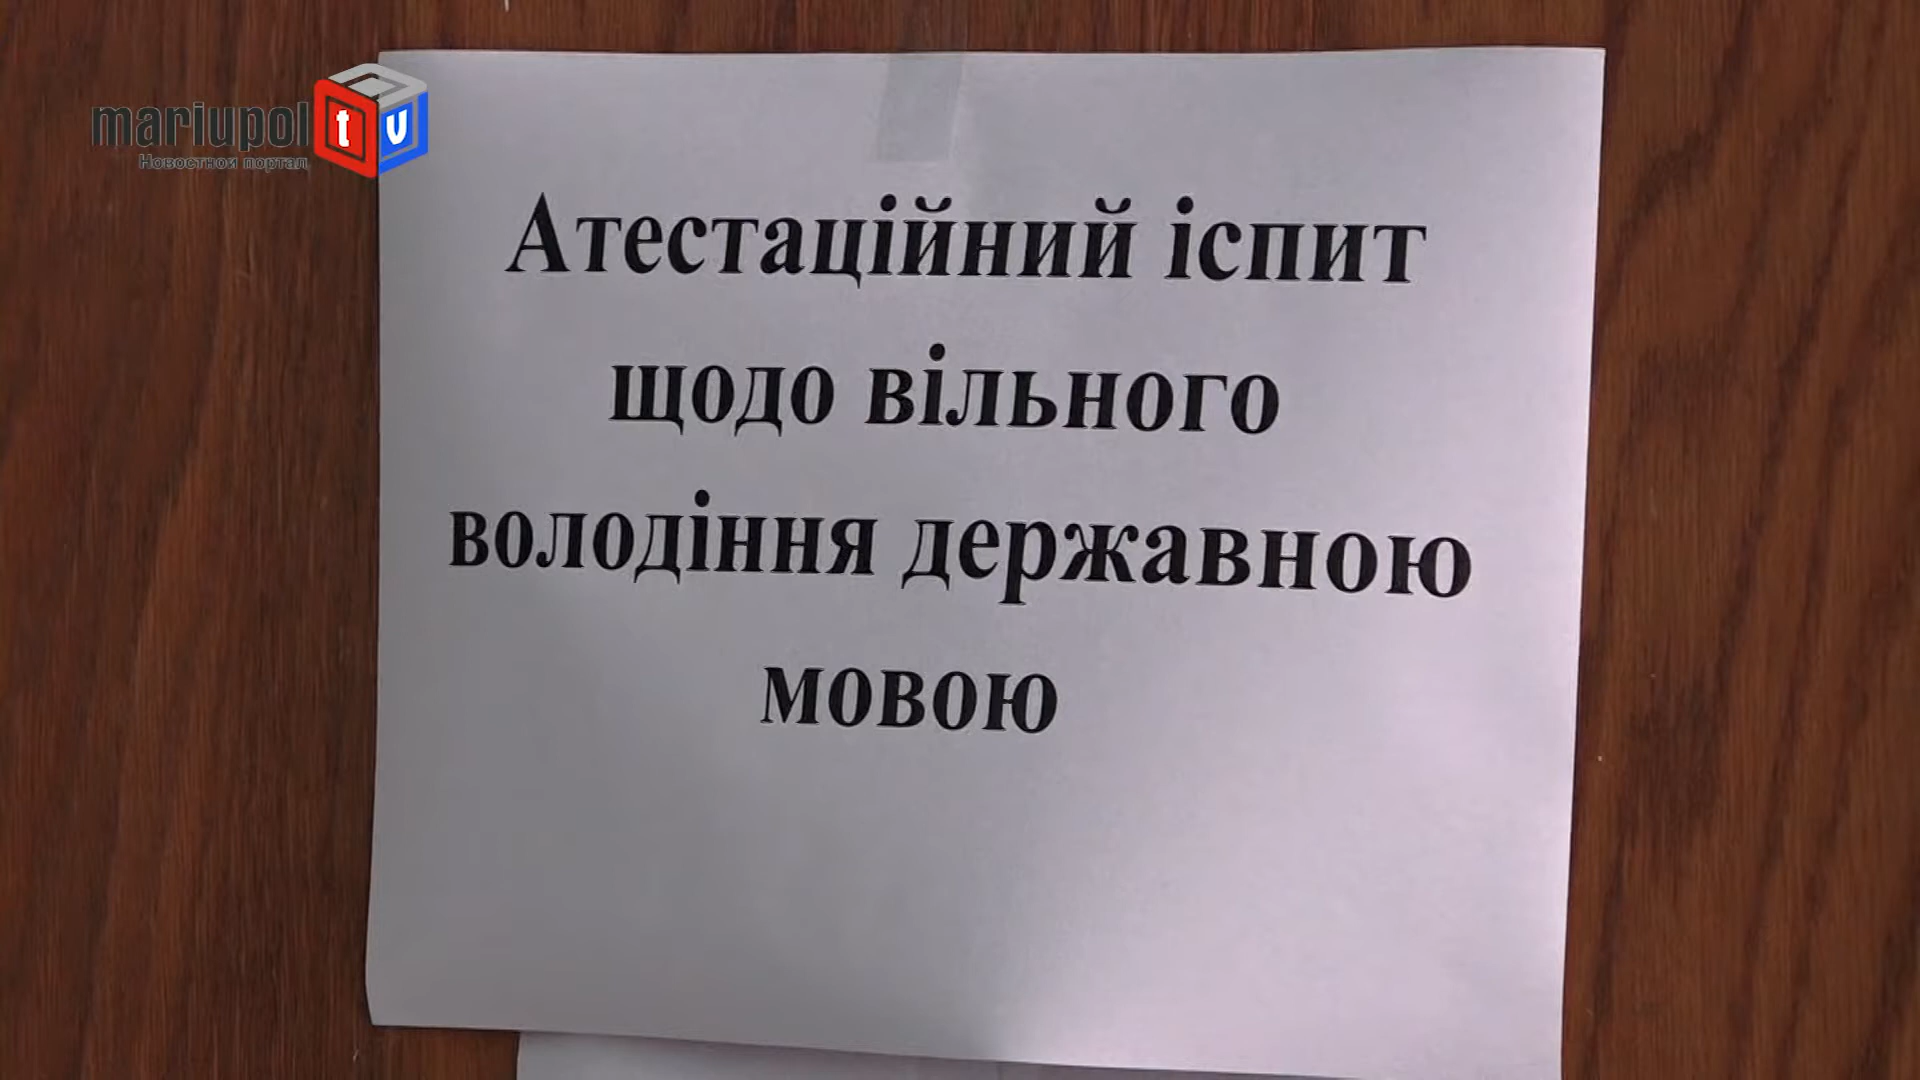 mariupol tv
Новостной портал
Атестаційний іспит
щодо вільного
володіння державною
мовою